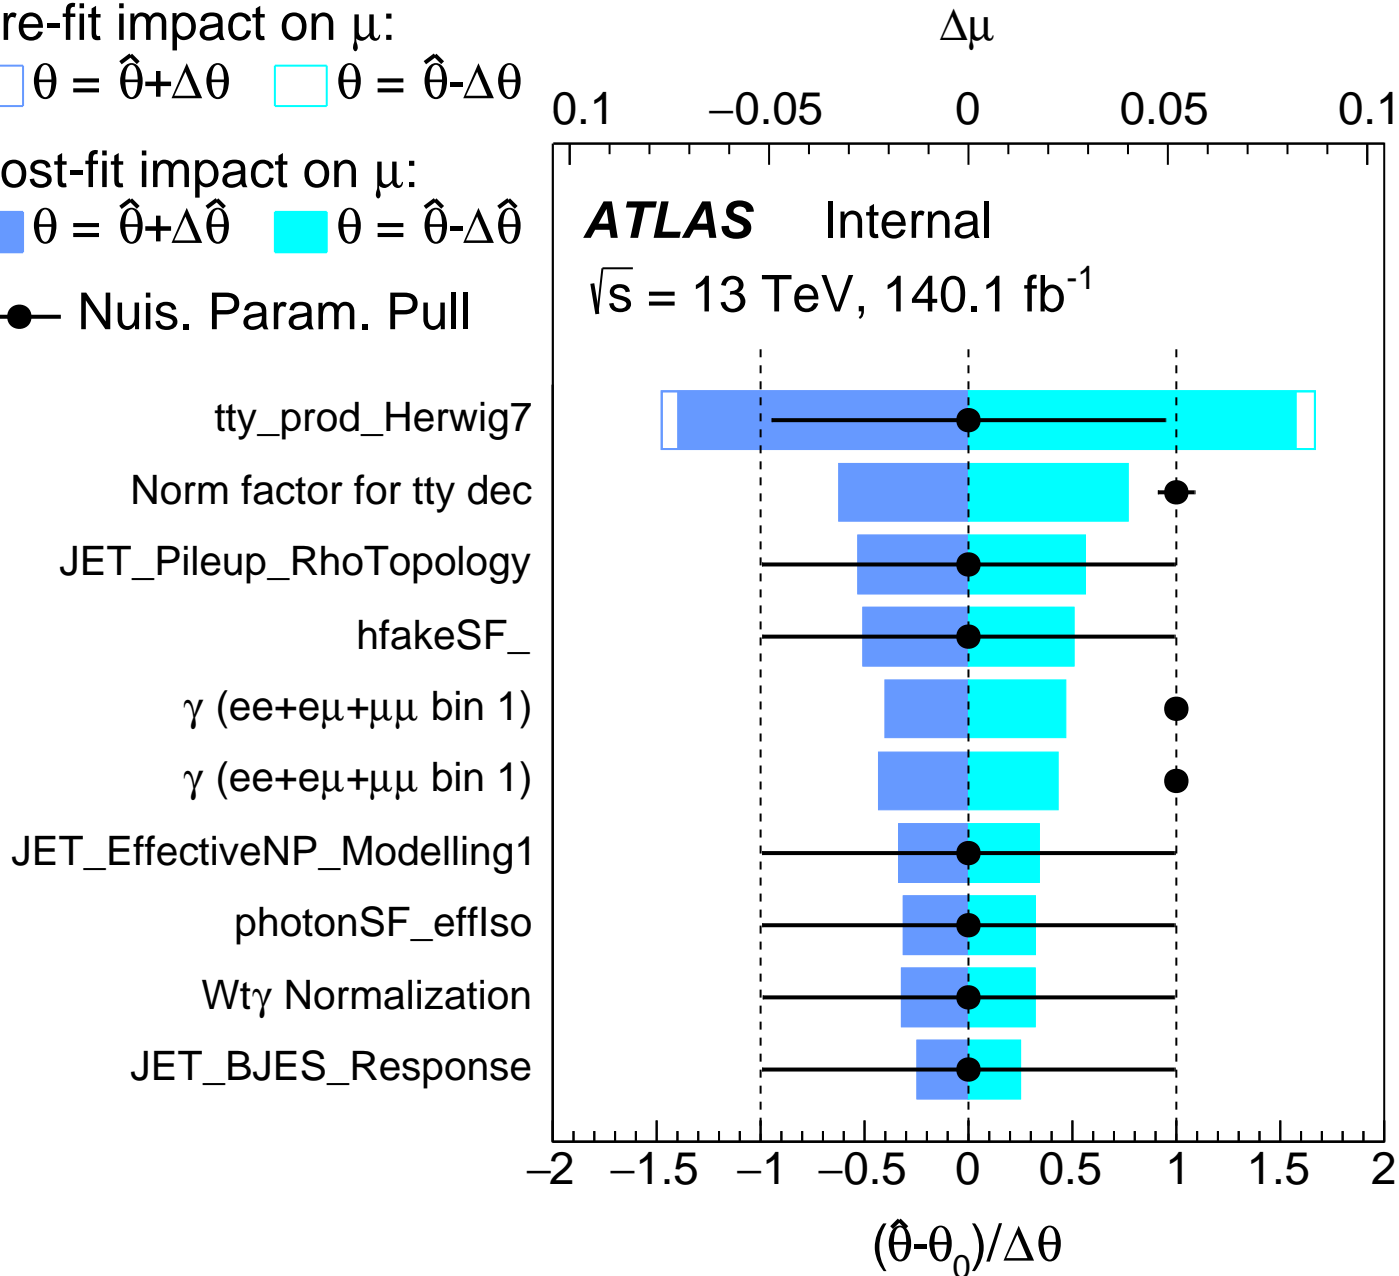 re-fit impact on μ:
θ = θ̂+Δθ θ = θ̂-Δθ
ost-fit impact on μ:
θ = θ̂+Δθ̂ θ = θ̂-Δθ̂
Nuis. Param. Pull
Δμ
0.1 −0.05 0 0.05 0.1
ATLAS Internal
√s = 13 TeV, 140.1 fb⁻¹
tty_prod_Herwig7
Norm factor for tty dec
JET_Pileup_RhoTopology
hfakeSF_
γ (ee+eμ+μμ bin 1)
γ (ee+eμ+μμ bin 1)
JET_EffectiveNP_Modelling1
photonSF_effIso
Wtγ Normalization
JET_BJES_Response
−2 −1.5 −1 −0.5 0 0.5 1 1.5 2
(θ̂-θ₀)/Δθ